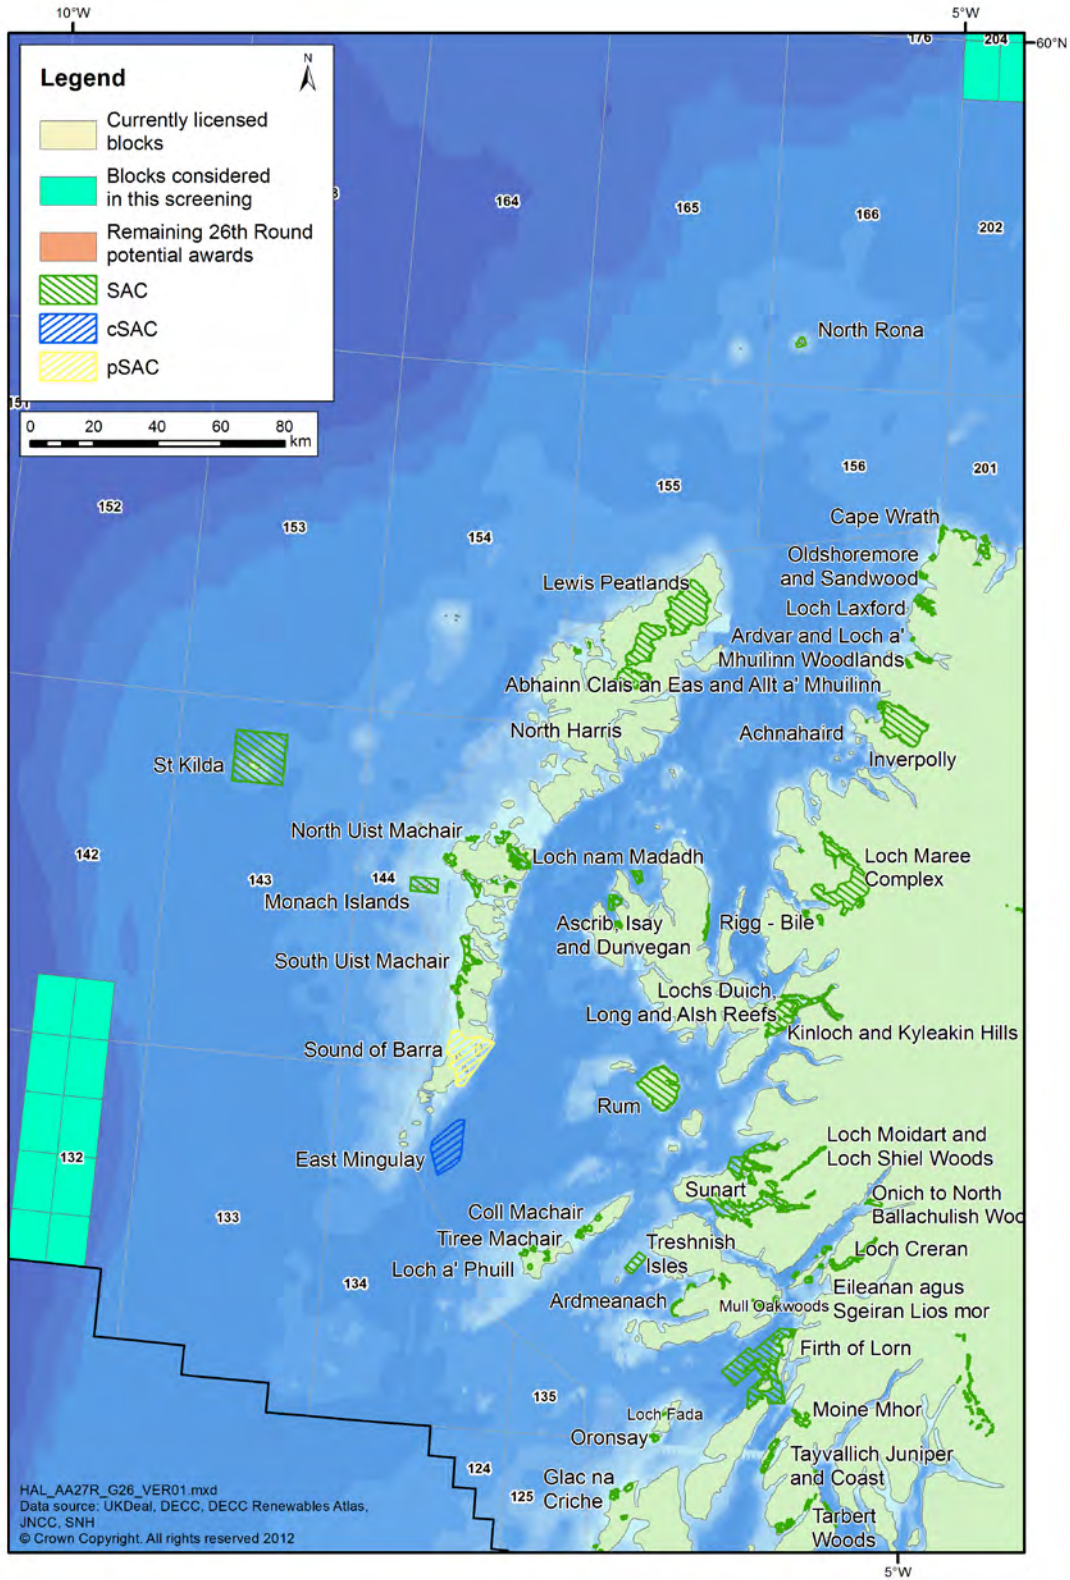 10°W
5°W
60°N
176
204
Legend
N
Currently licensed
blocks
Blocks considered
in this screening
Remaining 26th Round
potential awards
SAC
cSAC
pSAC
0 20 40 60 80
km
164
165
166
202
North Rona
151
152
153
154
155
156
201
Cape Wrath
Oldshoremore
and Sandwood
Lewis Peatlands
Loch Laxford
Ardvar and Loch a'
Mhuilinn Woodlands
Abhainn Clais an Eas and Allt a' Mhuilinn
North Harris
Achnahaird
Inverpolly
St Kilda
North Uist Machair
Loch nam Madadh
Loch Maree
Complex
142
143
144
Monach Islands
Ascrib, Isay
and Dunvegan
Rigg - Bile
South Uist Machair
Lochs Duich,
Long and Alsh Reefs
Kinloch and Kyleakin Hills
Sound of Barra
Rum
Loch Moidart and
Loch Shiel Woods
132
East Mingulay
Sunart
Onich to North
Ballachulish Woo
133
Coll Machair
Tiree Machair
Treshnish
Isles
Loch Creran
Loch a' Phuill
134
Ardmeanach
Mull Oakwoods
Eileanan agus
Sgeiran Lios mor
Firth of Lorn
135
Loch Fada
Moine Mhor
Oronsay
124
Tayvallich Juniper
and Coast
Glac na
Criche
125
Tarbert
Woods
HAL_AA27R_G26_VER01.mxd
Data source: UKDeal, DECC, DECC Renewables Atlas,
JNCC, SNH
© Crown Copyright. All rights reserved 2012
5°W